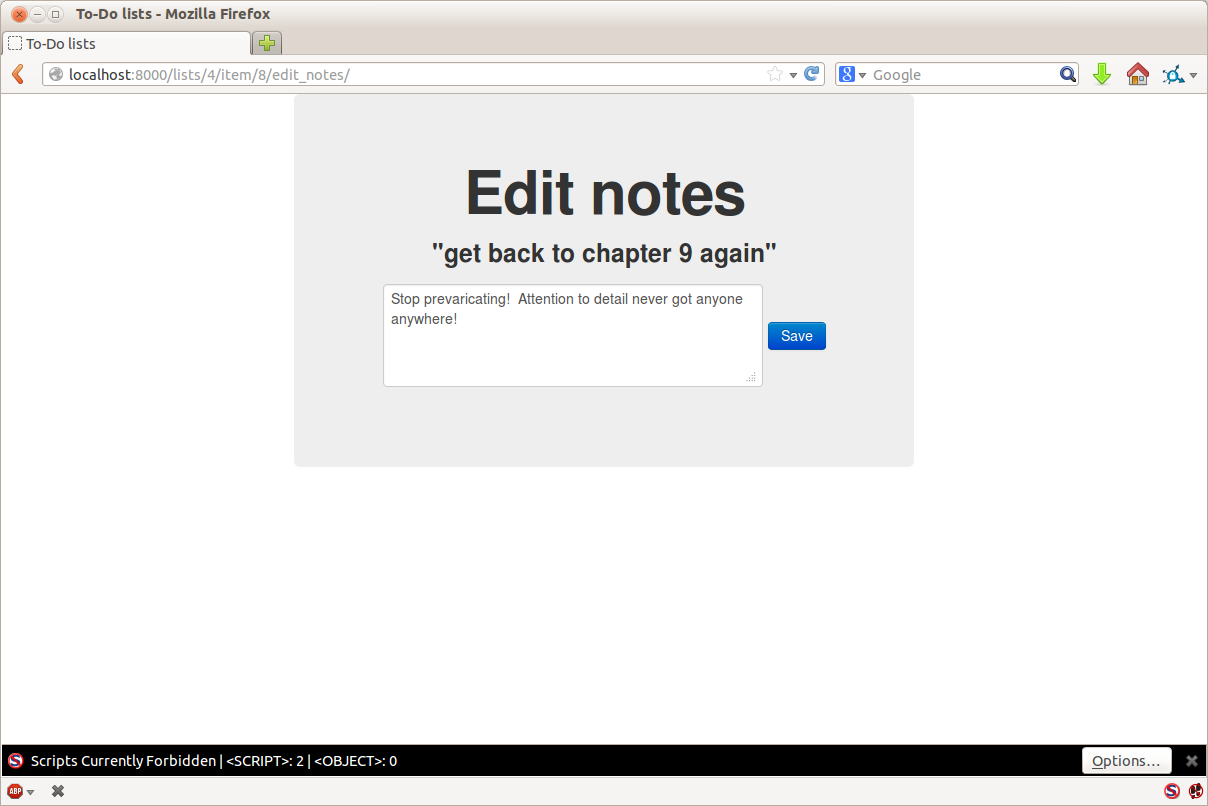 To-Do lists - Mozilla Firefox
To-Do lists
localhost:8000/lists/4/item/8/edit_notes/
8
Google
Edit notes
"get back to chapter 9 again"
Stop prevaricating!  Attention to detail never got anyone
anywhere!
Save
S Scripts Currently Forbidden | <SCRIPT>: 2 | <OBJECT>: 0
Options...
ABP
S